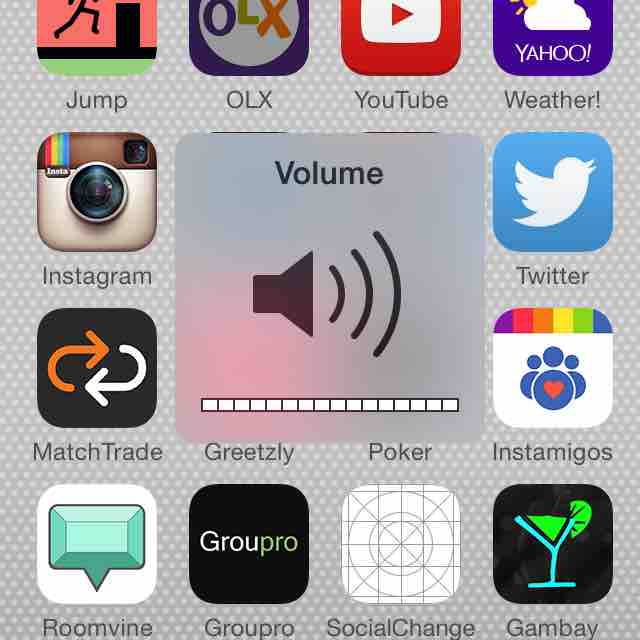 OLX
YAHOO!
Jump
OLX
YouTube
Weather!
Volume
Insta
Instagram
Twitter
MatchTrade
Greetzly
Poker
Instamigos
Groupro
Roomvine
Groupro
SocialChange
Gambay